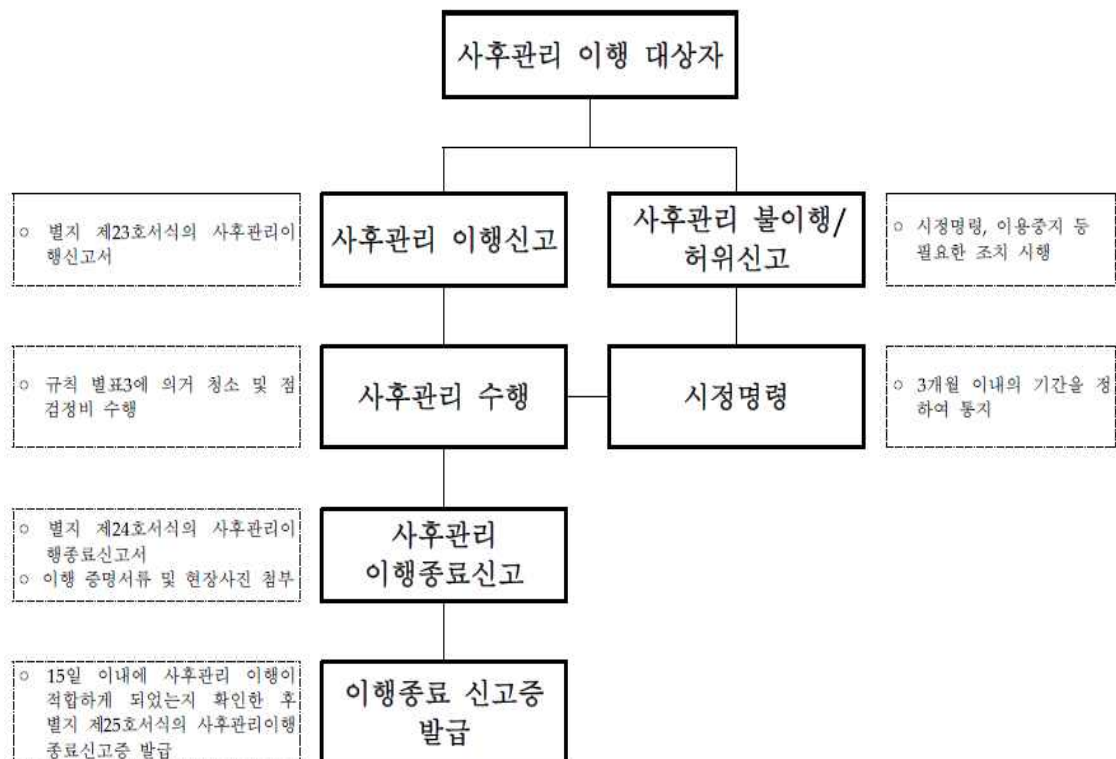 사후관리 이행 대상자
○ 별지 제23호서식의 사후관리이
행신고서
사후관리 이행신고
사후관리 불이행/
허위신고
○ 시정명령, 이용중지 등
필요한 조치 시행
○ 규칙 별표3에 의거 청소 및 점
검정비 수행
사후관리 수행
시정명령
○ 3개월 이내의 기간을 정
하여 통지
○ 별지 제24호서식의 사후관리이
행종료신고서
○ 이행 증명서류 및 현장사진 첨부
사후관리
이행종료신고
○ 15일 이내에 사후관리 이행이
적합하게 되었는지 확인한 후
별지 제25호서식의 사후관리이행
종료신고증 발급
이행종료 신고증
발급